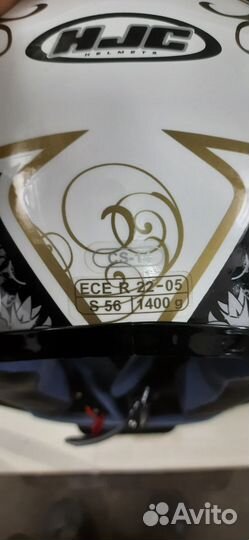 HJC
HELMETS
ECE R 22-05
S 56 1400 g
Avito